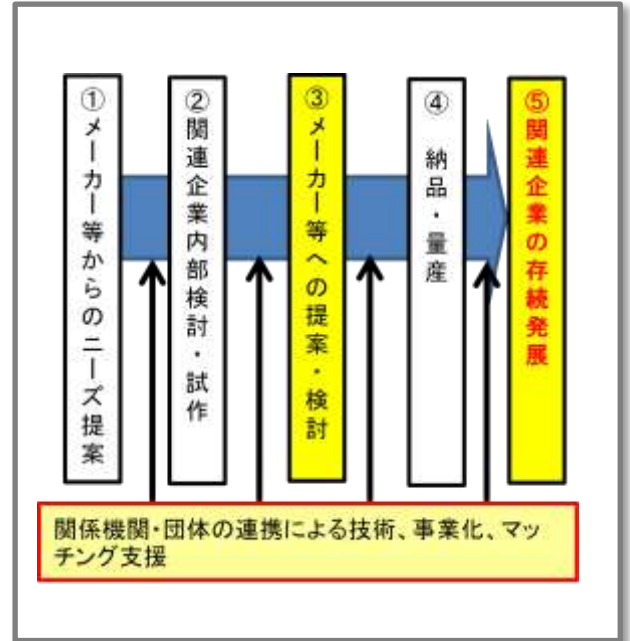 ①メーカー等からのニーズ提案
②関連企業内部検討・試作
③メーカー等への提案・検討
④　納品・量産
⑤関連企業の存続発展
関係機関・団体の連携による技術、事業化、マッ
チング支援